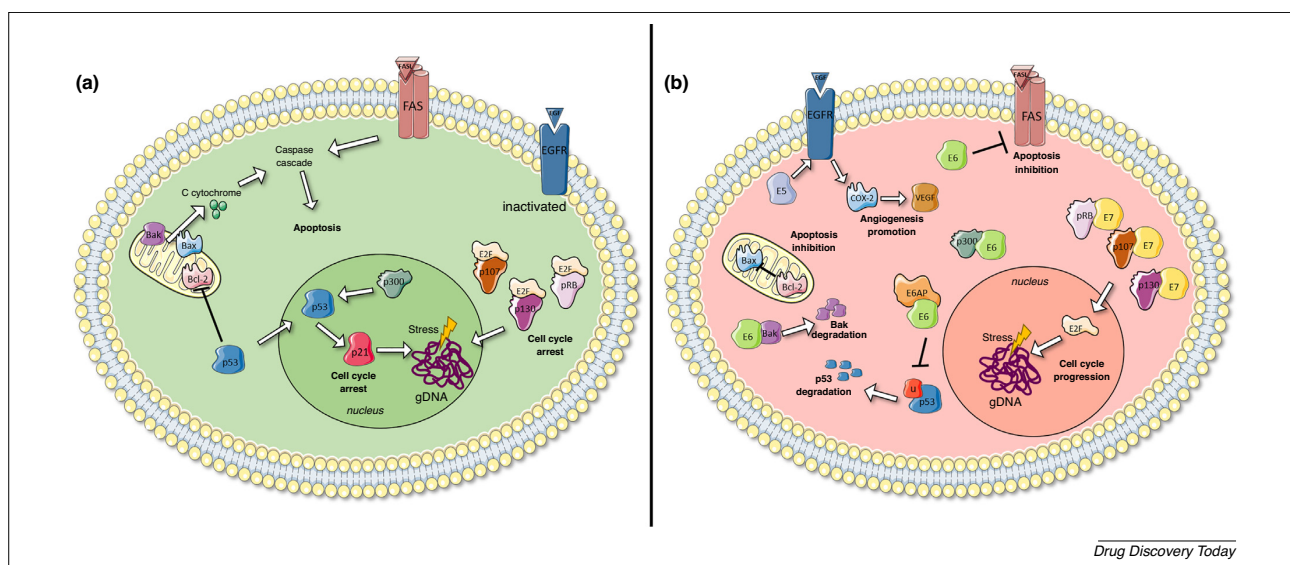 (a)
FASL
FAS
EGF
EGFR
inactivated
Caspase
cascade
C cytochrome
Apoptosis
Bak
Bax
Bcl-2
p53
p53
p300
p21
Cell cycle
arrest
nucleus
Stress
gDNA
E2F
p107
E2F
p130
E2F
pRB
Cell cycle
arrest
(b)
EGF
EGFR
FASL
FAS
E6
Apoptosis
inhibition
E5
COX-2
VEGF
Angiogenesis
promotion
Apoptosis
inhibition
Bax
Bcl-2
p300
E6
pRB
E7
p107
E7
p130
E7
E6AP
E6
E6
Bak
Bak
degradation
p53
degradation
u
p53
nucleus
E2F
Stress
Cell cycle
progression
gDNA
Drug Discovery Today